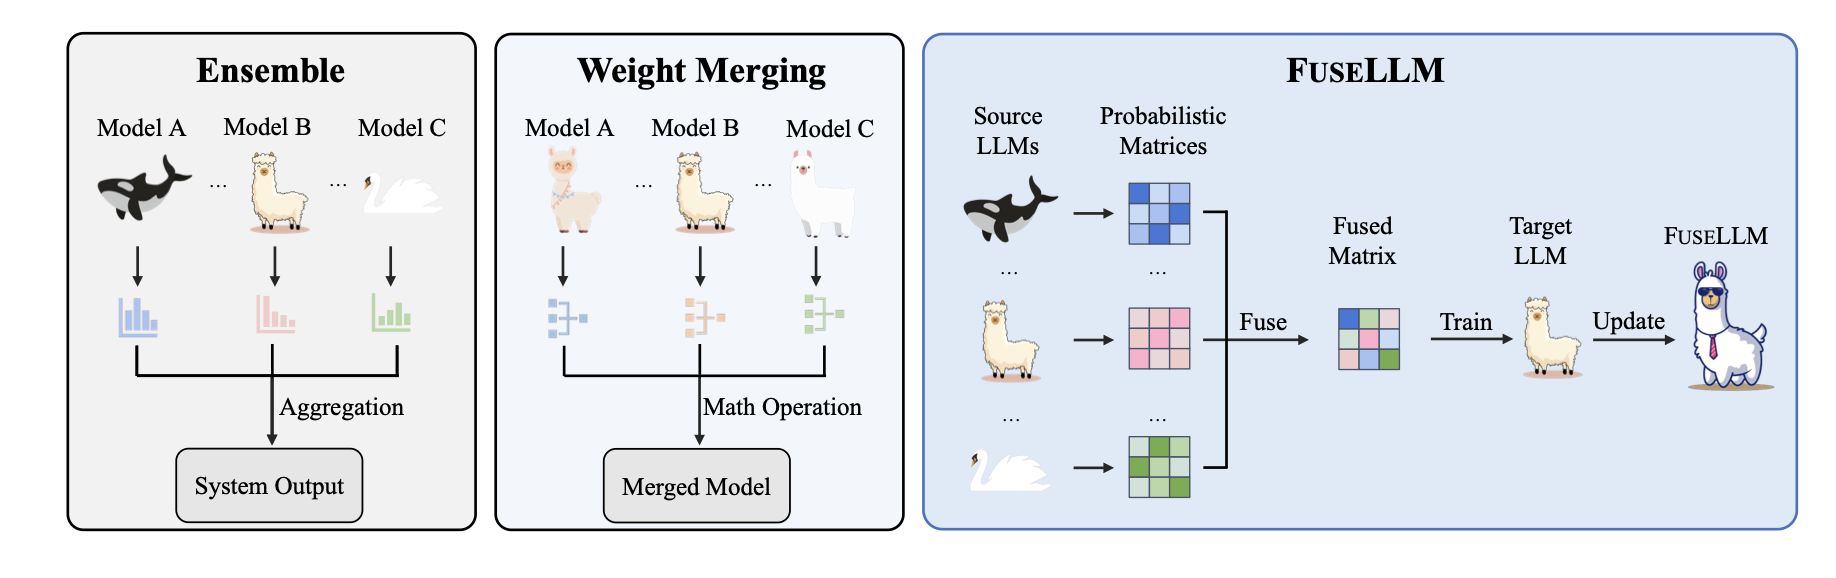 Ensemble
Model A
Model B
Model C
...
...
Aggregation
System Output
Weight Merging
Model A
Model B
Model C
...
...
Math Operation
Merged Model
FUSELLM
Source
LLMs
Probabilistic
Matrices
...
...
...
...
Fuse
Fused
Matrix
Train
Target
LLM
Update
FUSELLM